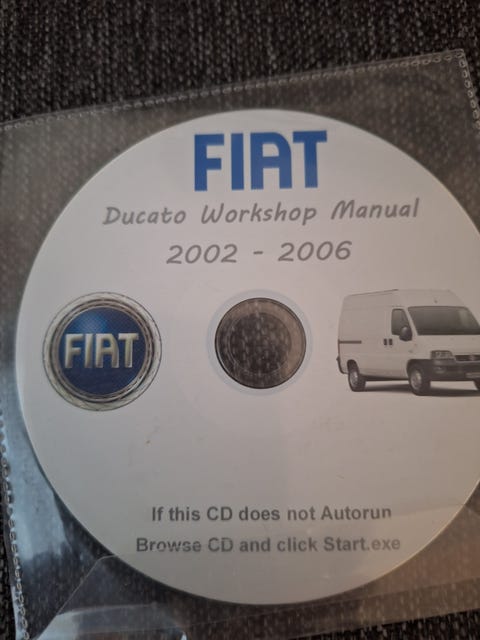 FIAT
Ducato Workshop Manual
2002 - 2006
FIAT
If this CD does not Autorun
Browse CD and click Start.exe